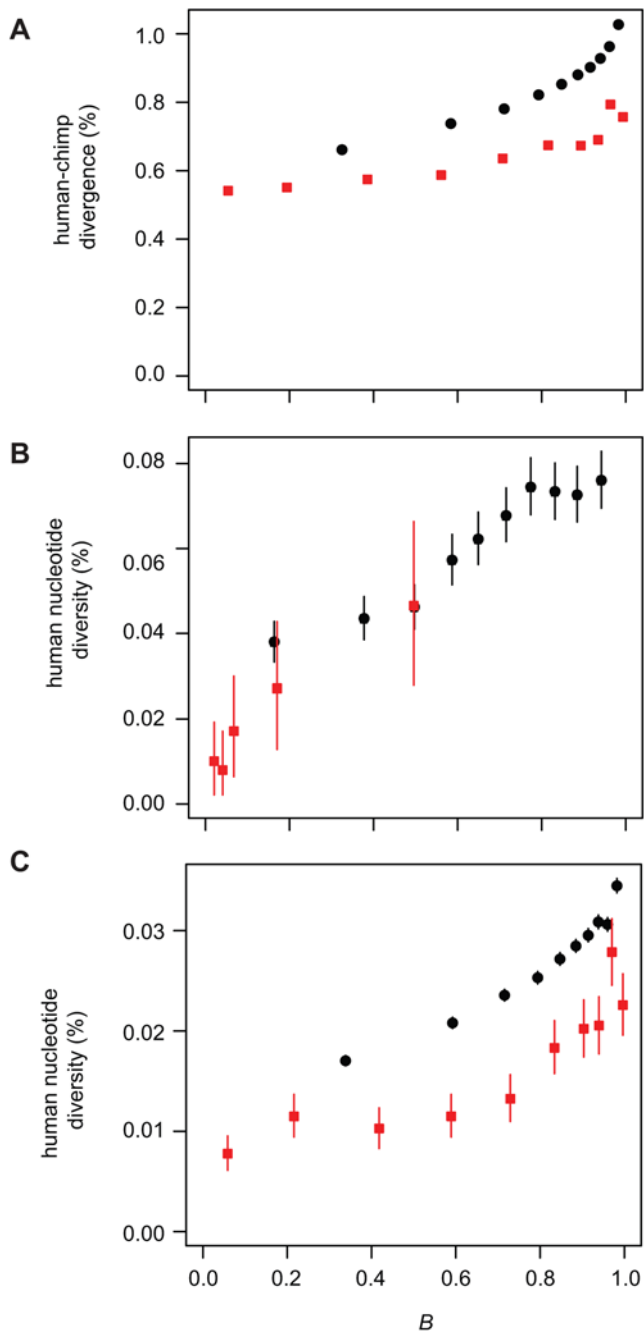 A
human-chimp
divergence (%)
1.0
0.8
0.6
0.4
0.2
0.0
B
human nucleotide
diversity (%)
0.08
0.06
0.04
0.02
0.00
C
human nucleotide
diversity (%)
0.03
0.02
0.01
0.00
0.0 0.2 0.4 0.6 0.8 1.0
B